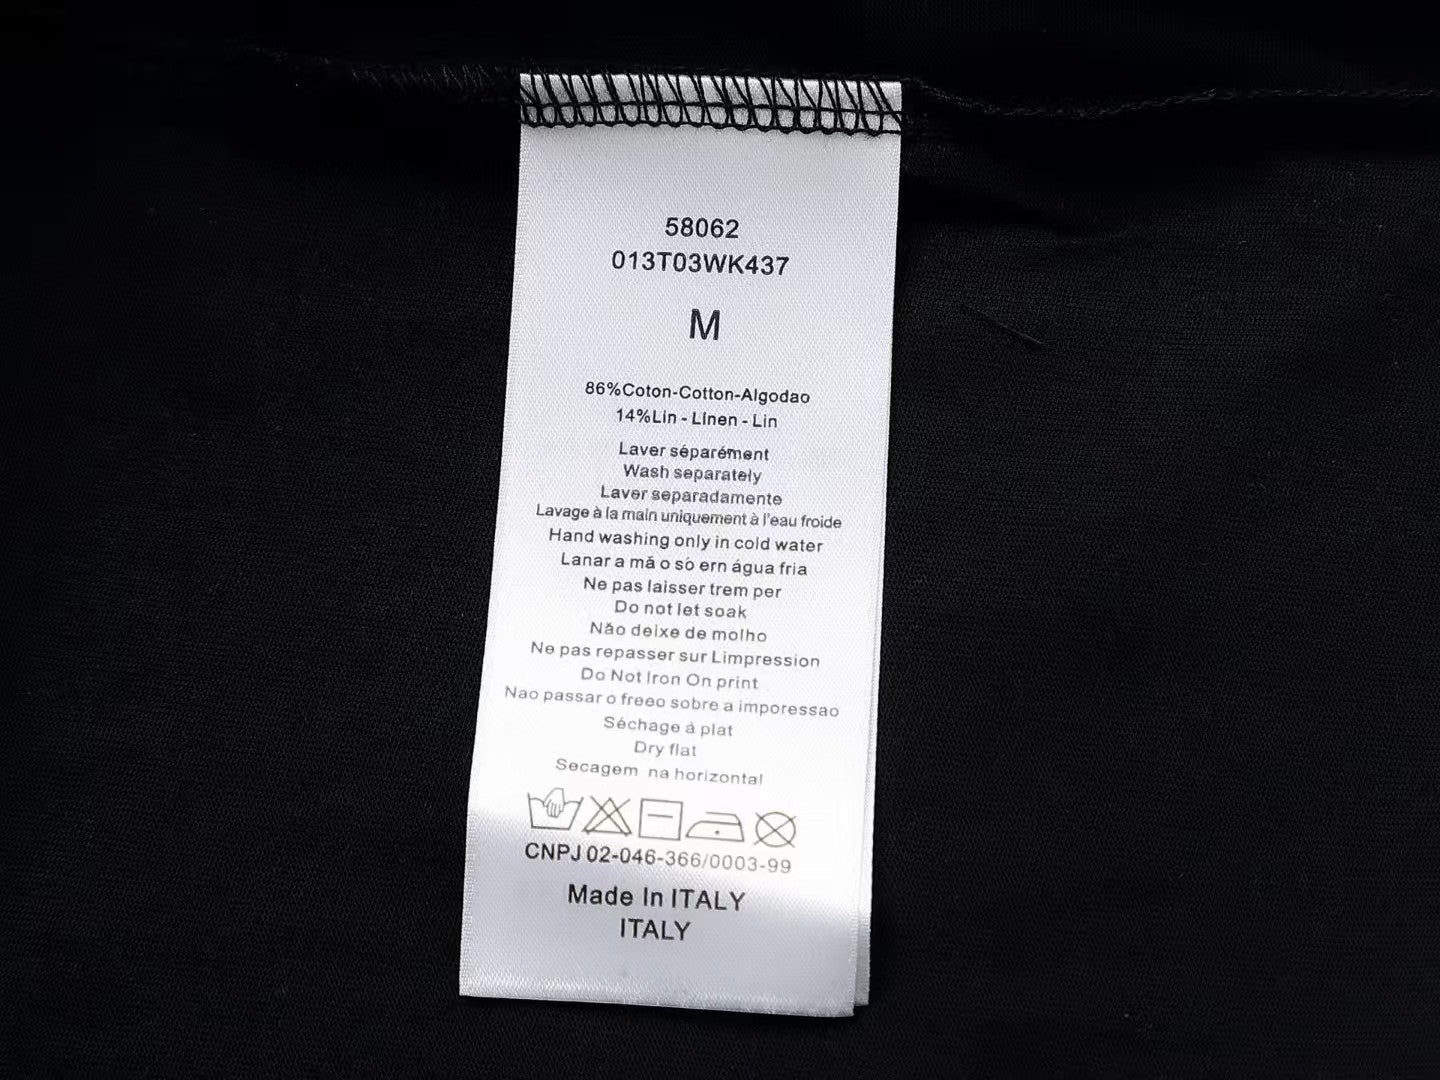 58062
013T03WK437
M
86%Coton-Cotton-Algodao
14%Lin - Linen - Lin
Laver séparément
Wash separately
Laver separadamente
Lavage à la main uniquement à l'eau froide
Hand washing only in cold water
Lanar a mã o só ern água fria
Ne pas laisser trem per
Do not let soak
Não deixe de molho
Ne pas repasser sur Limpression
Do Not Iron On print
Nao passar o freeo sobre a imporessao
Séchage à plat
Dry flat
Secagem na horizontal
CNPJ 02-046-366/0003-99
Made In ITALY
ITALY